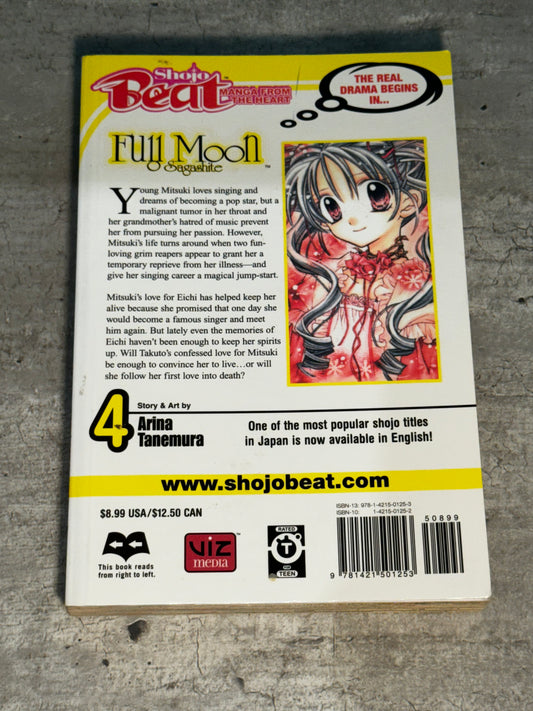 Shojo
Beat™
MANGA FROM
THE HEART
THE REAL
DRAMA BEGINS
IN...
Full Moon™
Sagashite
Young Mitsuki loves singing and
dreams of becoming a pop star, but a
malignant tumor in her throat and
her grandmother's hatred of music prevent
her from pursuing her passion. However,
Mitsuki's life turns around when two fun-
loving grim reapers appear to grant her a
temporary reprieve from her illness—and
give her singing career a magical jump-start.
Mitsuki's love for Eichi has helped keep her
alive because she promised that one day she
would become a famous singer and meet
him again. But lately even the memories of
Eichi haven't been enough to keep her spirits
up. Will Takuto's confessed love for Mitsuki
be enough to convince her to live...or will
she follow her first love into death?
4
Story & Art by
Arina
Tanemura
One of the most popular shojo titles
in Japan is now available in English!
www.shojobeat.com
$8.99 USA/$12.50 CAN
ISBN-13: 978-1-4215-0125-3
ISBN-10: 1-4215-0125-2
50899
This book reads
from right to left.
VIZ
MEDIA
RATED
T
FOR
TEEN
9 781421 501253